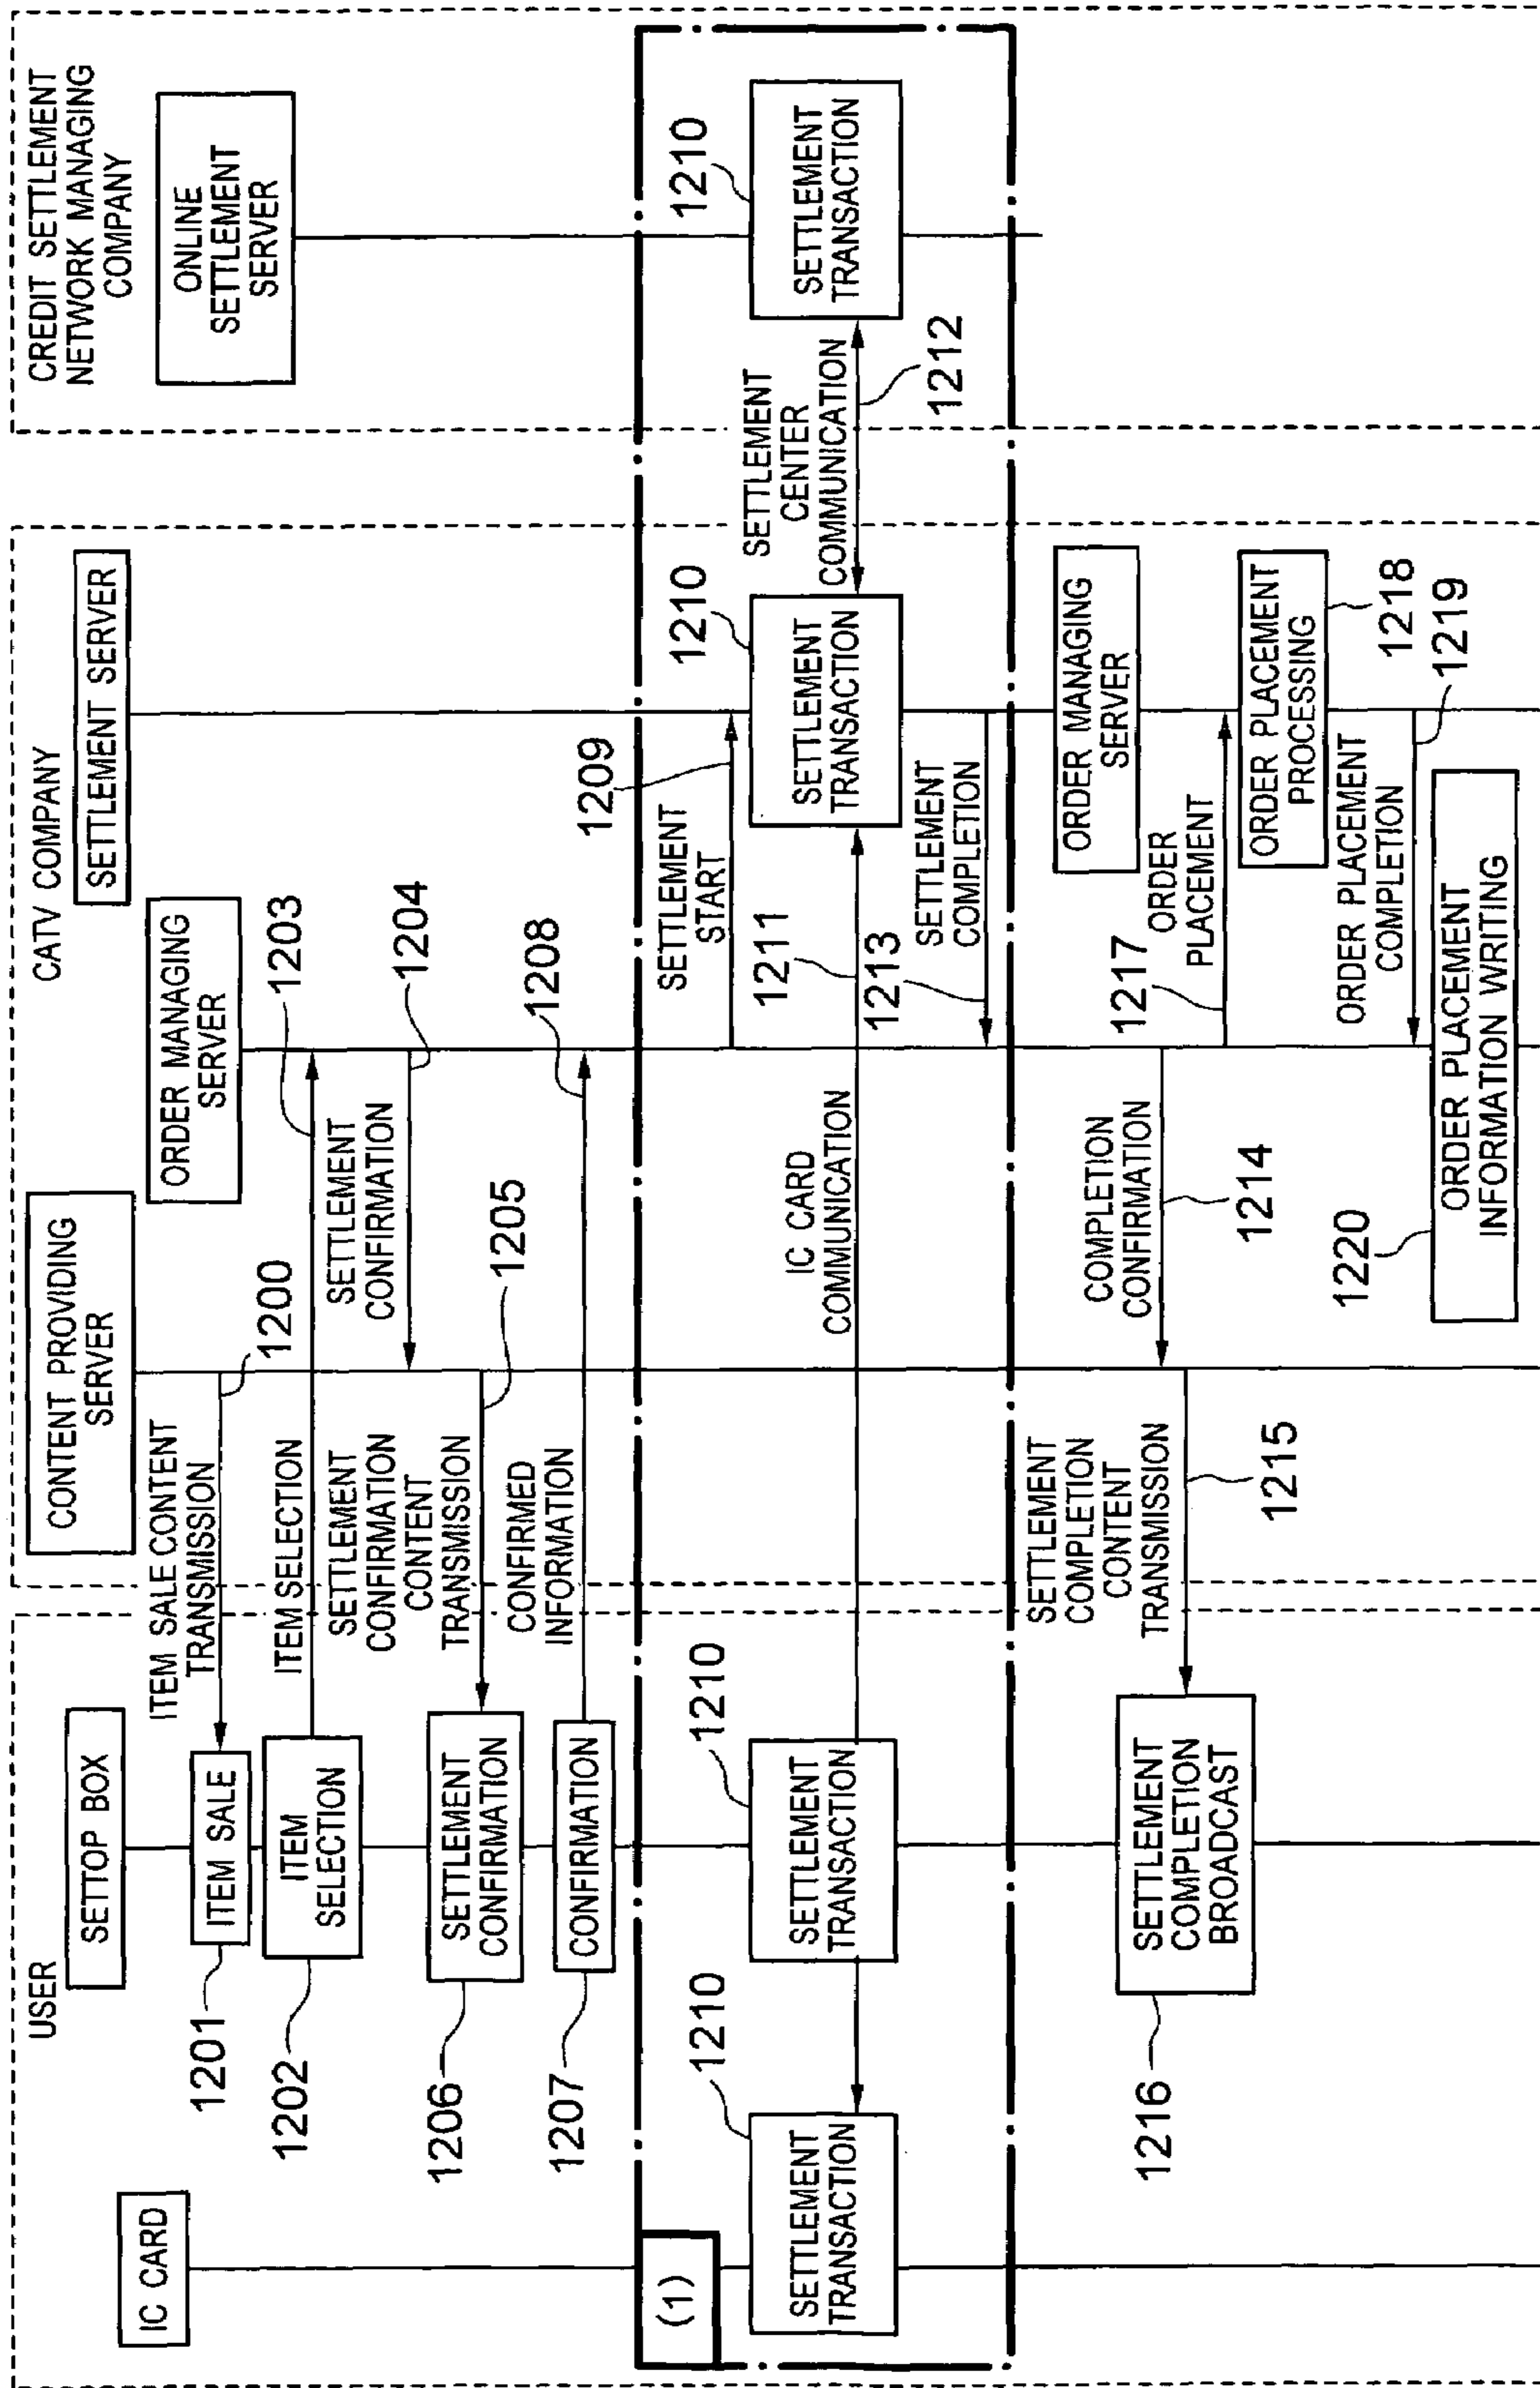 USER
IC CARD
SETTOP BOX
CATV COMPANY
CONTENT PROVIDING
SERVER
ORDER MANAGING
SERVER
SETTLEMENT SERVER
CREDIT SETTLEMENT
NETWORK MANAGING
COMPANY
ONLINE
SETTLEMENT
SERVER
ITEM SALE CONTENT
TRANSMISSION
1200
ITEM SALE
1201
ITEM
SELECTION
1202
ITEM SELECTION
1203
SETTLEMENT
CONFIRMATION
1204
SETTLEMENT
CONFIRMATION
CONTENT
TRANSMISSION
1205
SETTLEMENT
CONFIRMATION
1206
CONFIRMATION
1207
CONFIRMED
INFORMATION
1208
(1)
SETTLEMENT
START
1209
SETTLEMENT
TRANSACTION
1210
SETTLEMENT
TRANSACTION
1210
IC CARD
COMMUNICATION
1211
SETTLEMENT
TRANSACTION
1210
SETTLEMENT
CENTER
COMMUNICATION
1212
SETTLEMENT
TRANSACTION
1210
SETTLEMENT
COMPLETION
1213
COMPLETION
CONFIRMATION
1214
SETTLEMENT
COMPLETION
CONTENT
TRANSMISSION
1215
SETTLEMENT
COMPLETION
BROADCAST
1216
ORDER MANAGING
SERVER
ORDER
PLACEMENT
1217
ORDER PLACEMENT
PROCESSING
1218
ORDER PLACEMENT
COMPLETION
1219
ORDER PLACEMENT
INFORMATION WRITING
1220